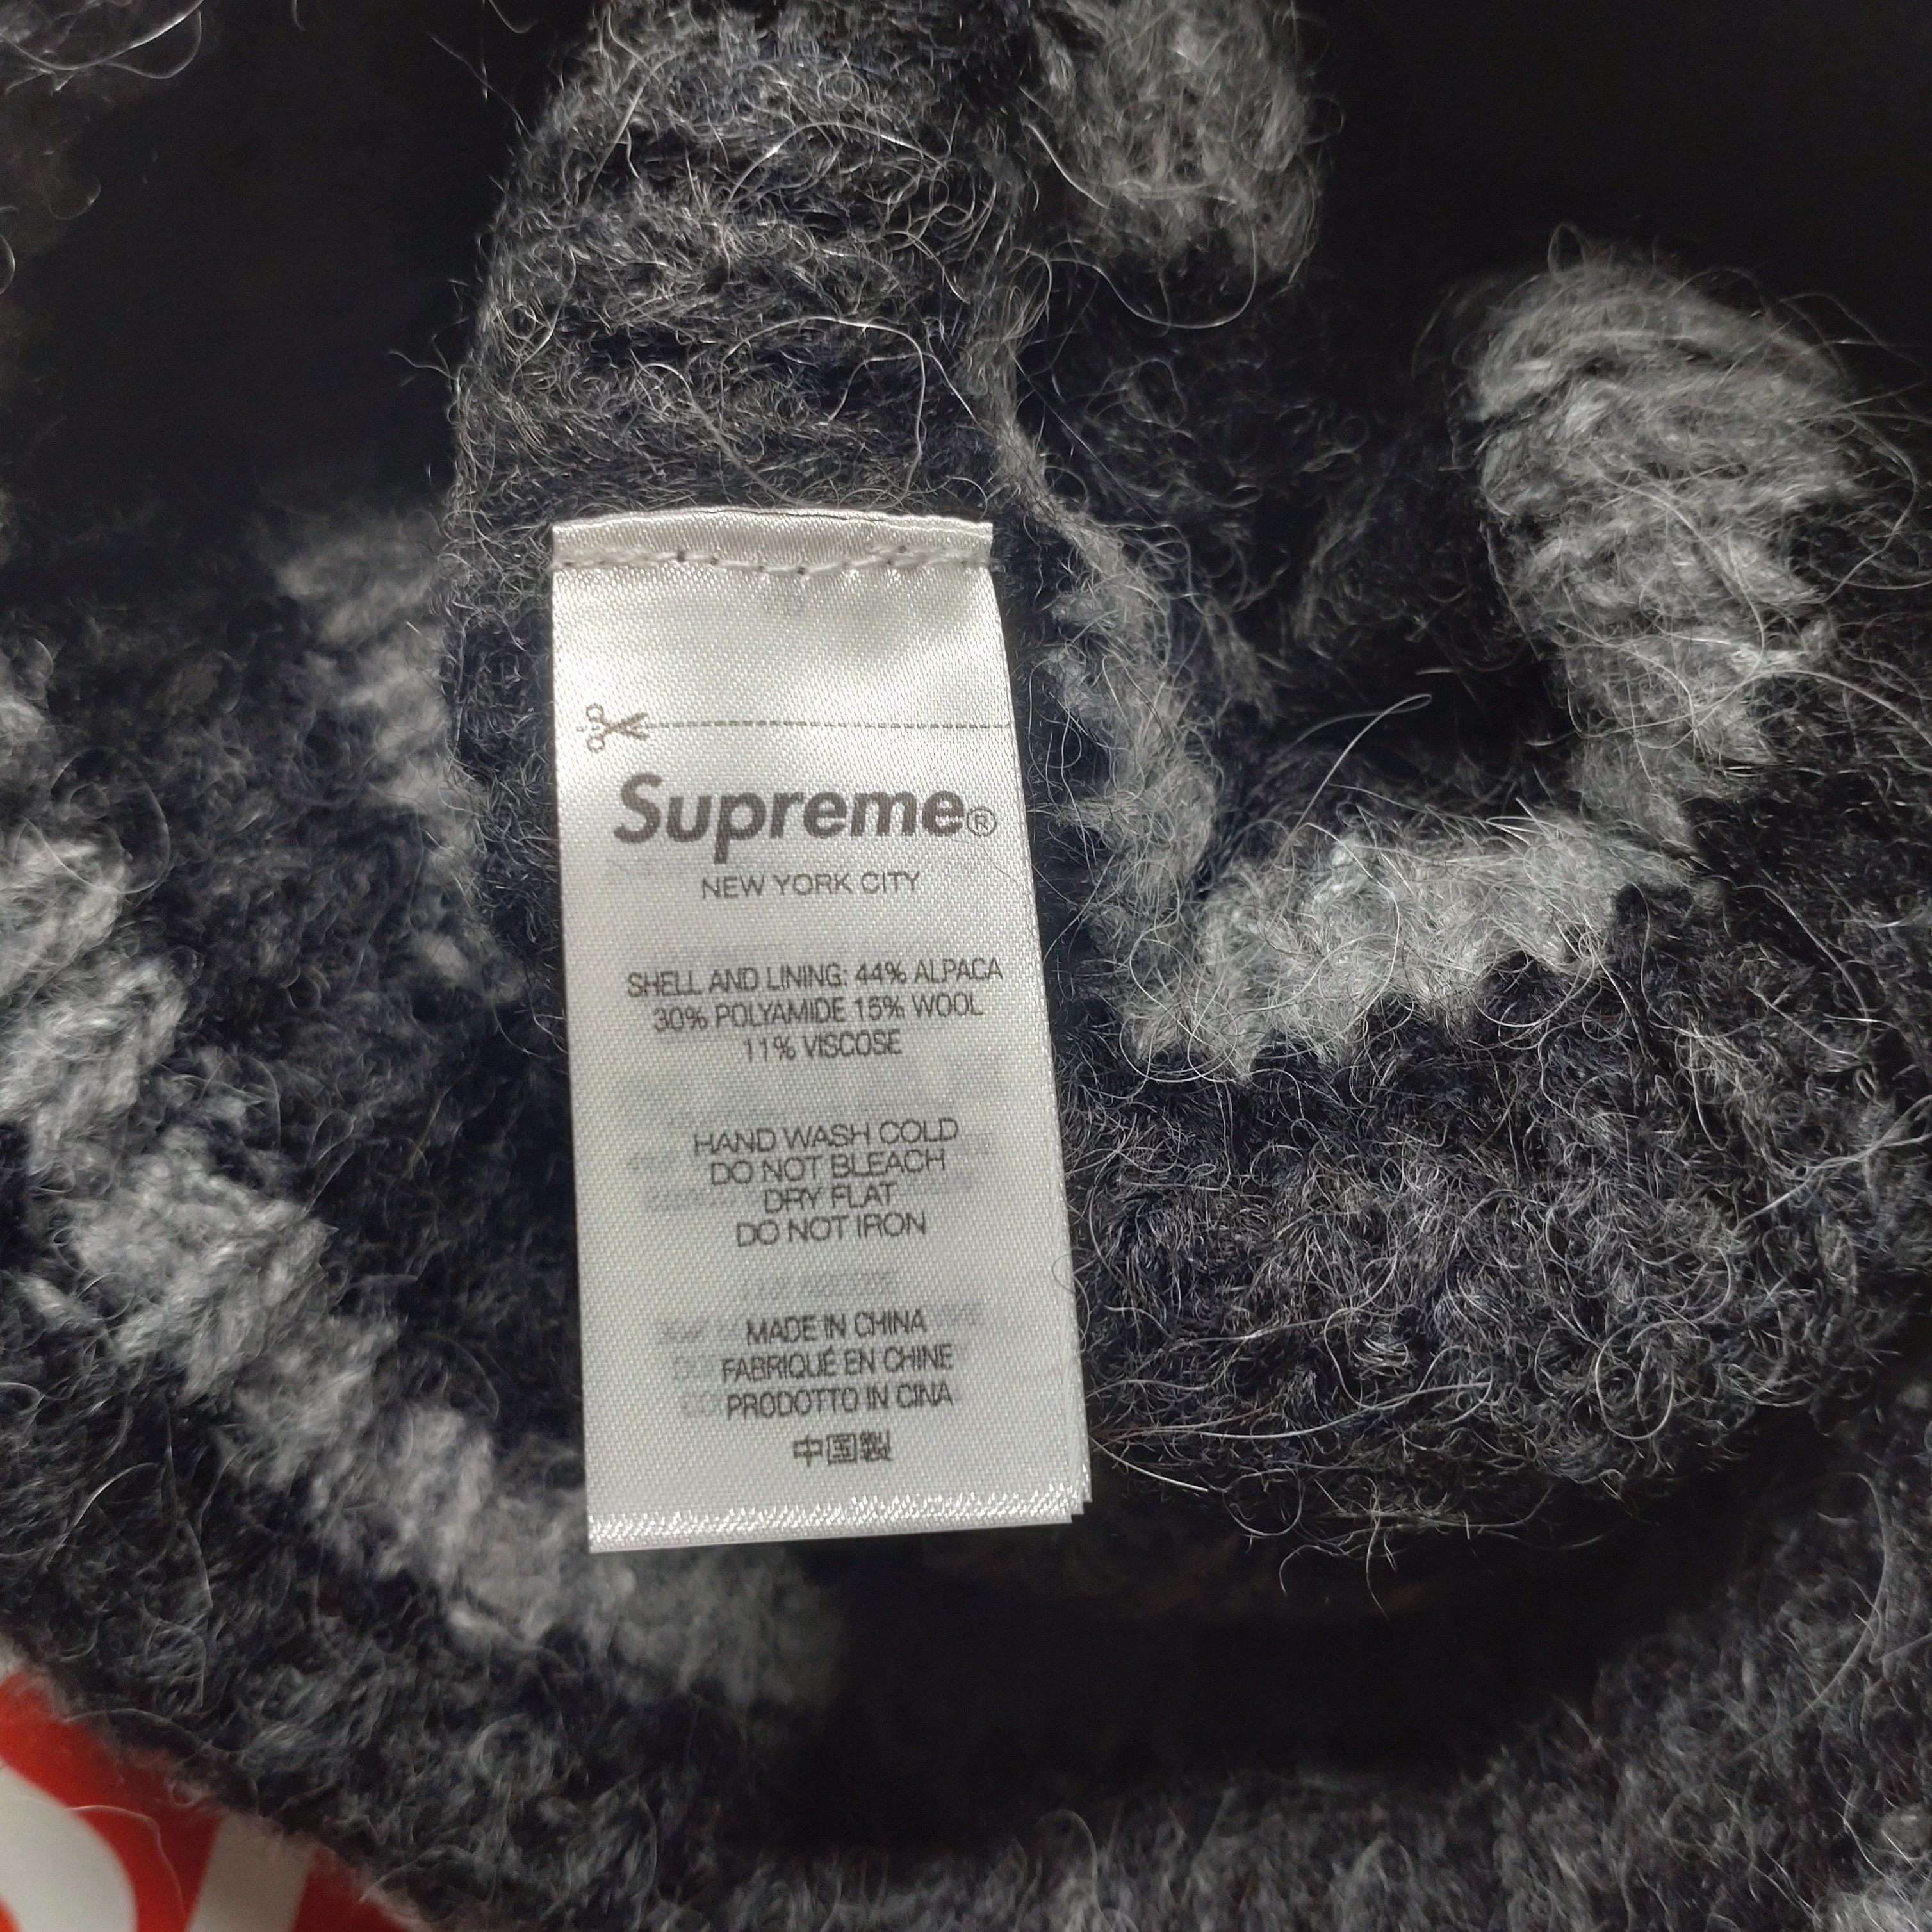 Supreme®
NEW YORK CITY
SHELL AND LINING: 44% ALPACA
30% POLYAMIDE 15% WOOL
11% VISCOSE
HAND WASH COLD
DO NOT BLEACH
DRY FLAT
DO NOT IRON
MADE IN CHINA
FABRIQUÉ EN CHINE
PRODOTTO IN CINA
中国製